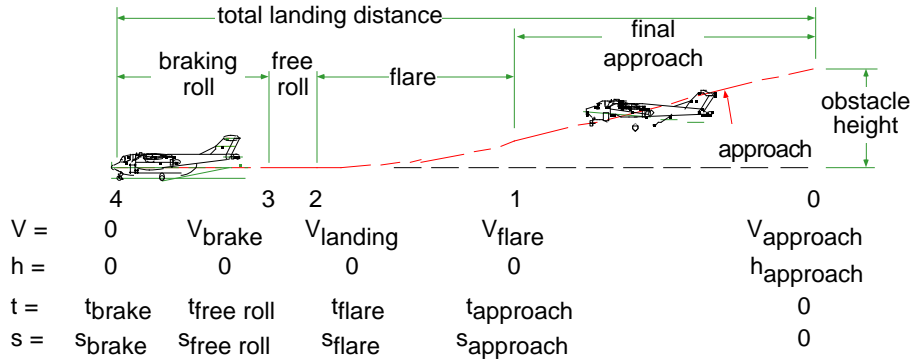 total landing distance
final
approach
braking
roll
free
roll
flare
obstacle
height
approach
4 3 2 1 0
V = 0 Vbrake Vlanding Vflare Vapproach
h = 0 0 0 0 happroach
t = tbrake tfree roll tflare tapproach 0
s = sbrake sfree roll sflare sapproach 0